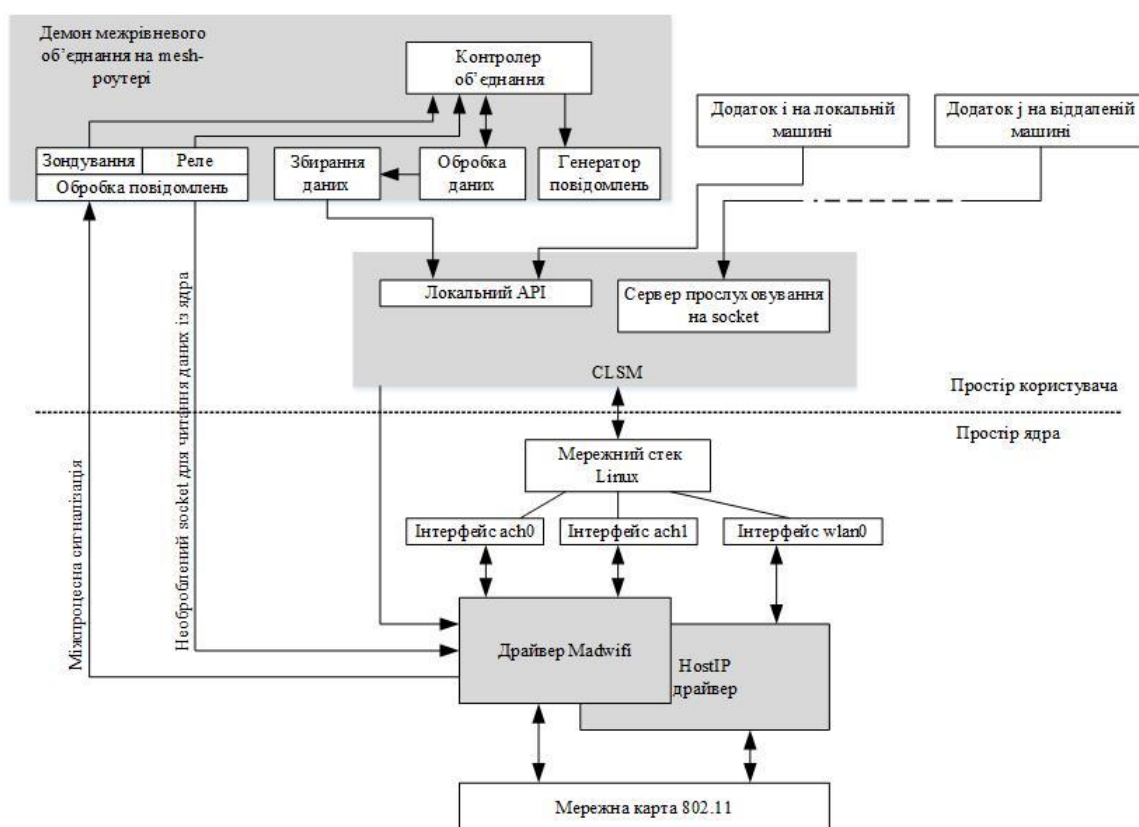 Демон межрівневого
об’єднання на mesh-
роутері
Контролер
об’єднання
Додаток i на локальній
машині
Додаток j на віддаленій
машині
Зондування
Реле
Обробка повідомлень
Збирання
даних
Обробка
даних
Генератор
повідомлень
Локальний API
Сервер прослуховування
на socket
CLSM
Простір користувача
Простір ядра
Міжпроцесна сигналізація
Необроблений socket для читання даних із ядра
Мережний стек
Linux
Інтерфейс ach0
Інтерфейс ach1
Інтерфейс wlan0
Драйвер Madwifi
HostIP
драйвер
Мережна карта 802.11